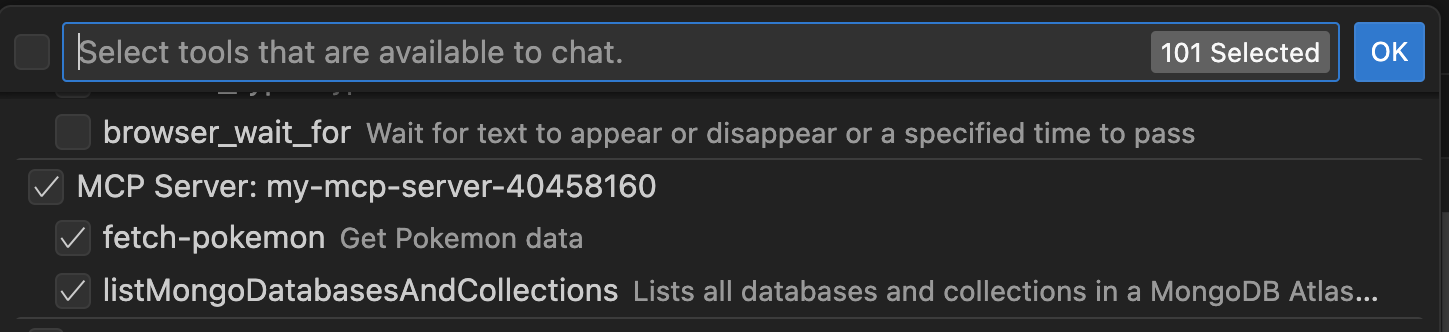 Select tools that are available to chat. 101 Selected OK
browser_wait_for Wait for text to appear or disappear or a specified time to pass
MCP Server: my-mcp-server-40458160
fetch-pokemon Get Pokemon data
listMongoDatabasesAndCollections Lists all databases and collections in a MongoDB Atlas...